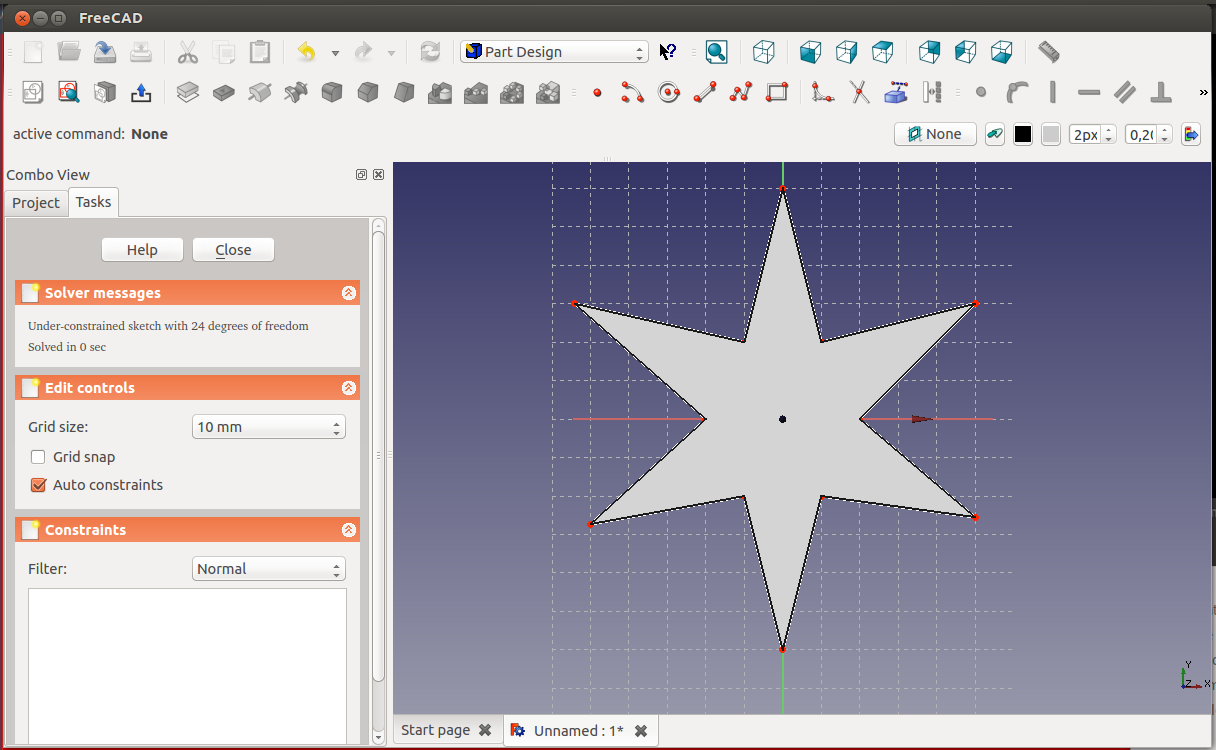 FreeCAD
Part Design
active command: None
None
2px
0,20
Combo View
Project
Tasks
Help
Close
Solver messages
Under-constrained sketch with 24 degrees of freedom
Solved in 0 sec
Edit controls
Grid size:
10 mm
Grid snap
Auto constraints
Constraints
Filter:
Normal
Y
Z
X
Start page
Unnamed : 1*